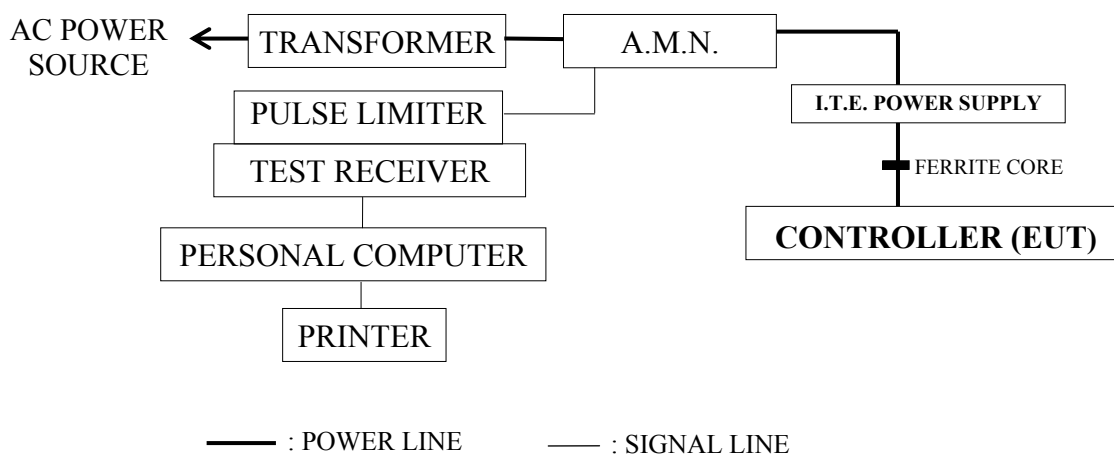 AC POWER
SOURCE
TRANSFORMER
A.M.N.
PULSE LIMITER
I.T.E. POWER SUPPLY
TEST RECEIVER
FERRITE CORE
PERSONAL COMPUTER
CONTROLLER (EUT)
PRINTER
: POWER LINE
: SIGNAL LINE